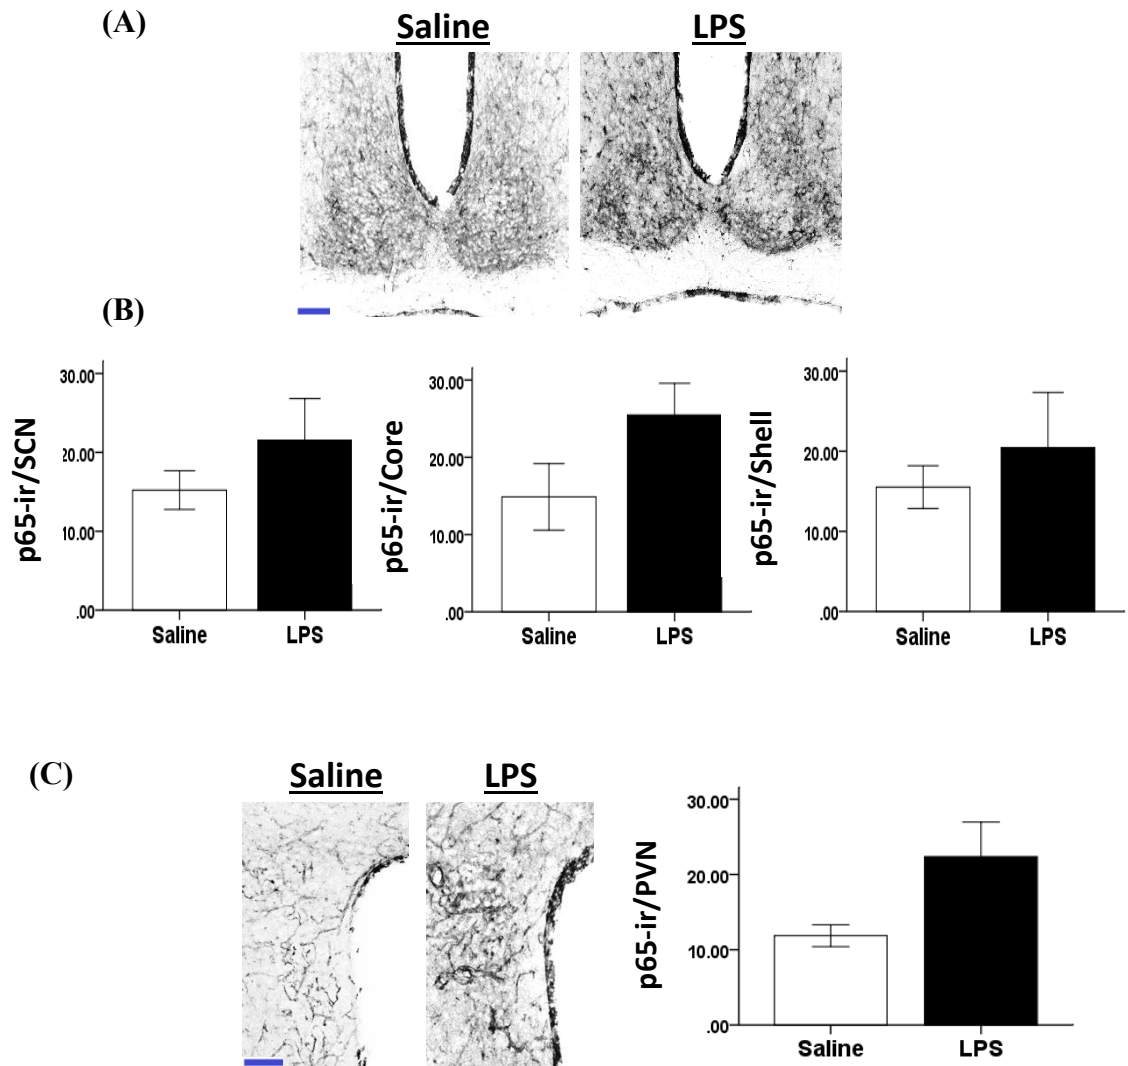 (A)
Saline
LPS
(B)
p65-ir/SCN
30.00
20.00
10.00
.00
Saline
LPS
p65-ir/Core
30.00
20.00
10.00
.00
Saline
LPS
p65-ir/Shell
30.00
20.00
10.00
.00
Saline
LPS
(C)
Saline
LPS
p65-ir/PVN
30.00
20.00
10.00
.00
Saline
LPS